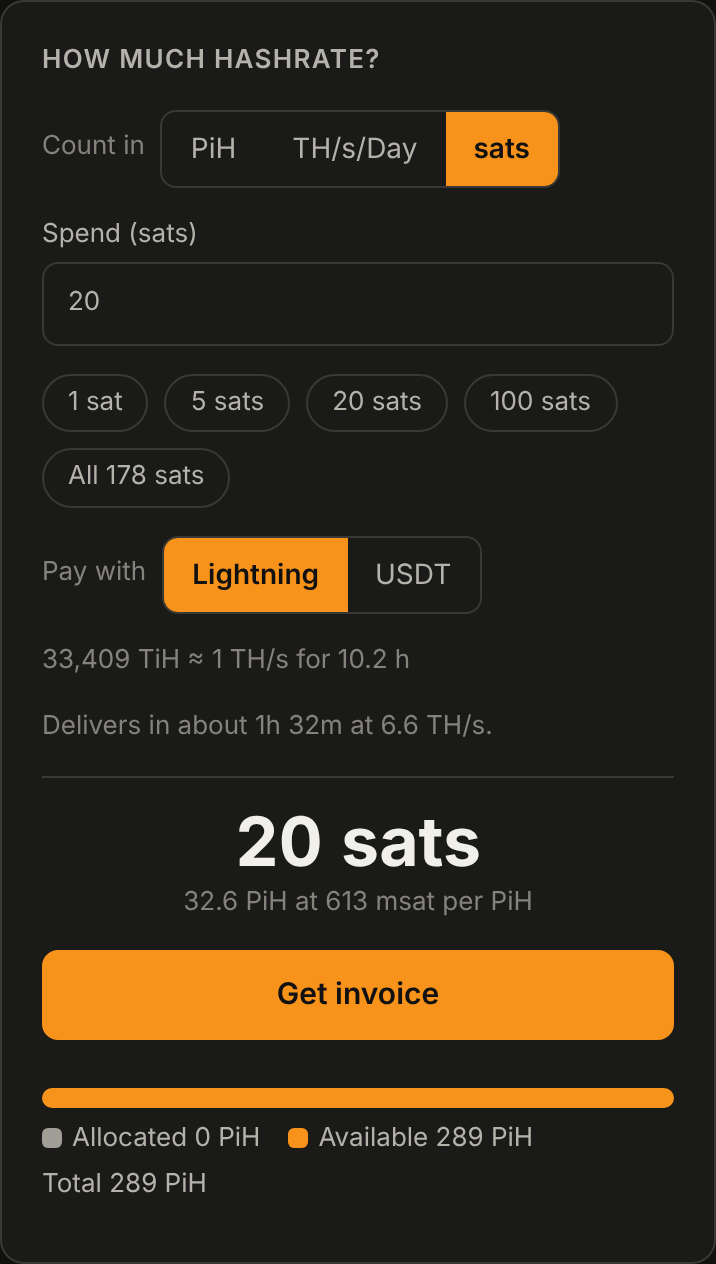 HOW MUCH HASHRATE?
Count in PiH TH/s/Day sats
Spend (sats)
20
1 sat 5 sats 20 sats 100 sats
All 178 sats
Pay with Lightning USDT
33,409 TiH ≈ 1 TH/s for 10.2 h
Delivers in about 1h 32m at 6.6 TH/s.
20 sats
32.6 PiH at 613 msat per PiH
Get invoice
Allocated 0 PiH Available 289 PiH
Total 289 PiH